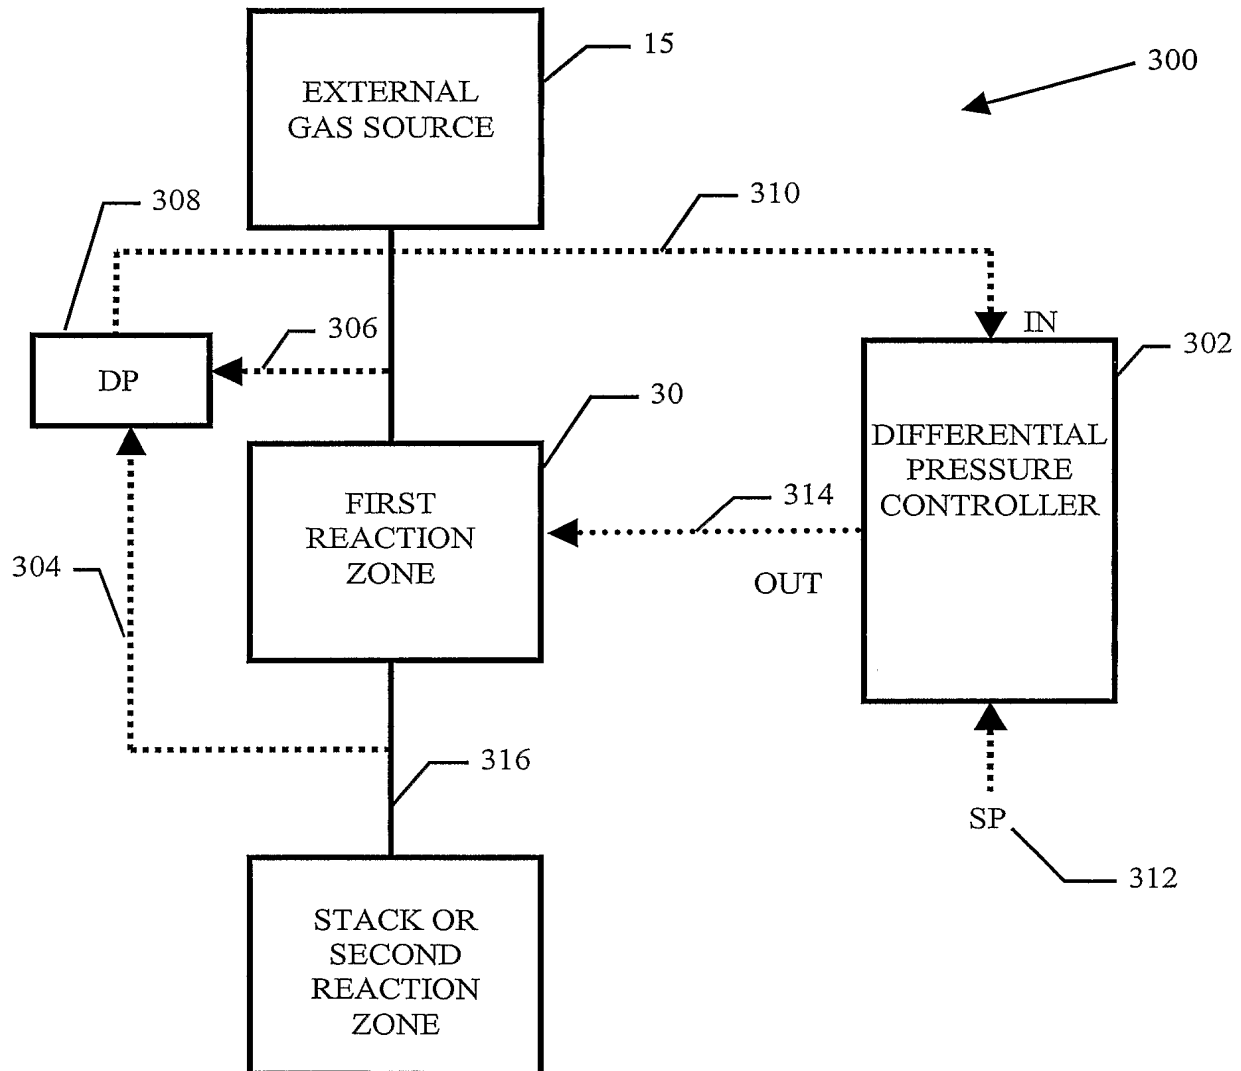 15
300
EXTERNAL
GAS SOURCE
308
310
306
IN
302
DP
30
DIFFERENTIAL
PRESSURE
CONTROLLER
FIRST
REACTION
ZONE
314
304
OUT
316
SP
312
STACK OR
SECOND
REACTION
ZONE